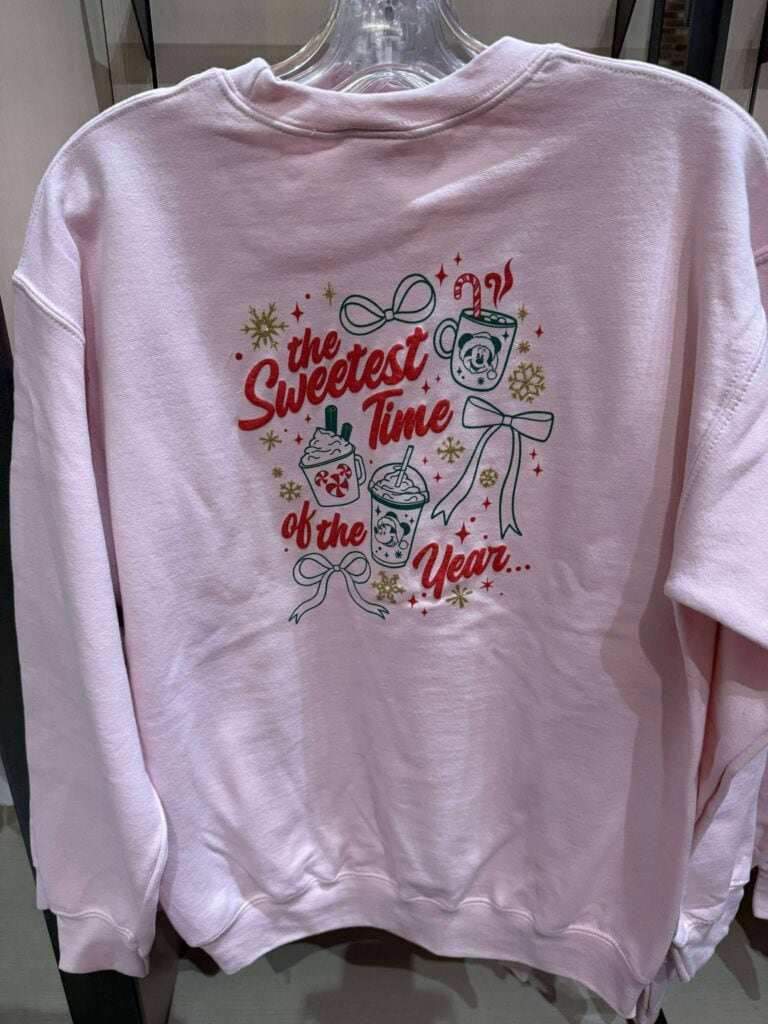 the
Sweetest
Time
of the
Year...